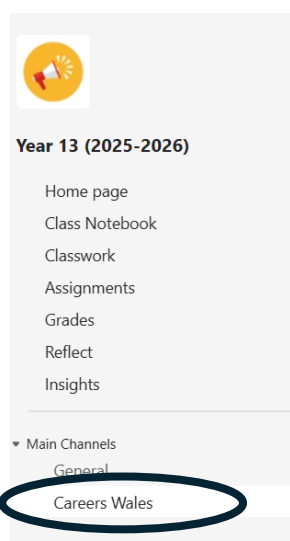 Year 13 (2025-2026)
Home page
Class Notebook
Classwork
Assignments
Grades
Reflect
Insights
Main Channels
General
Careers Wales